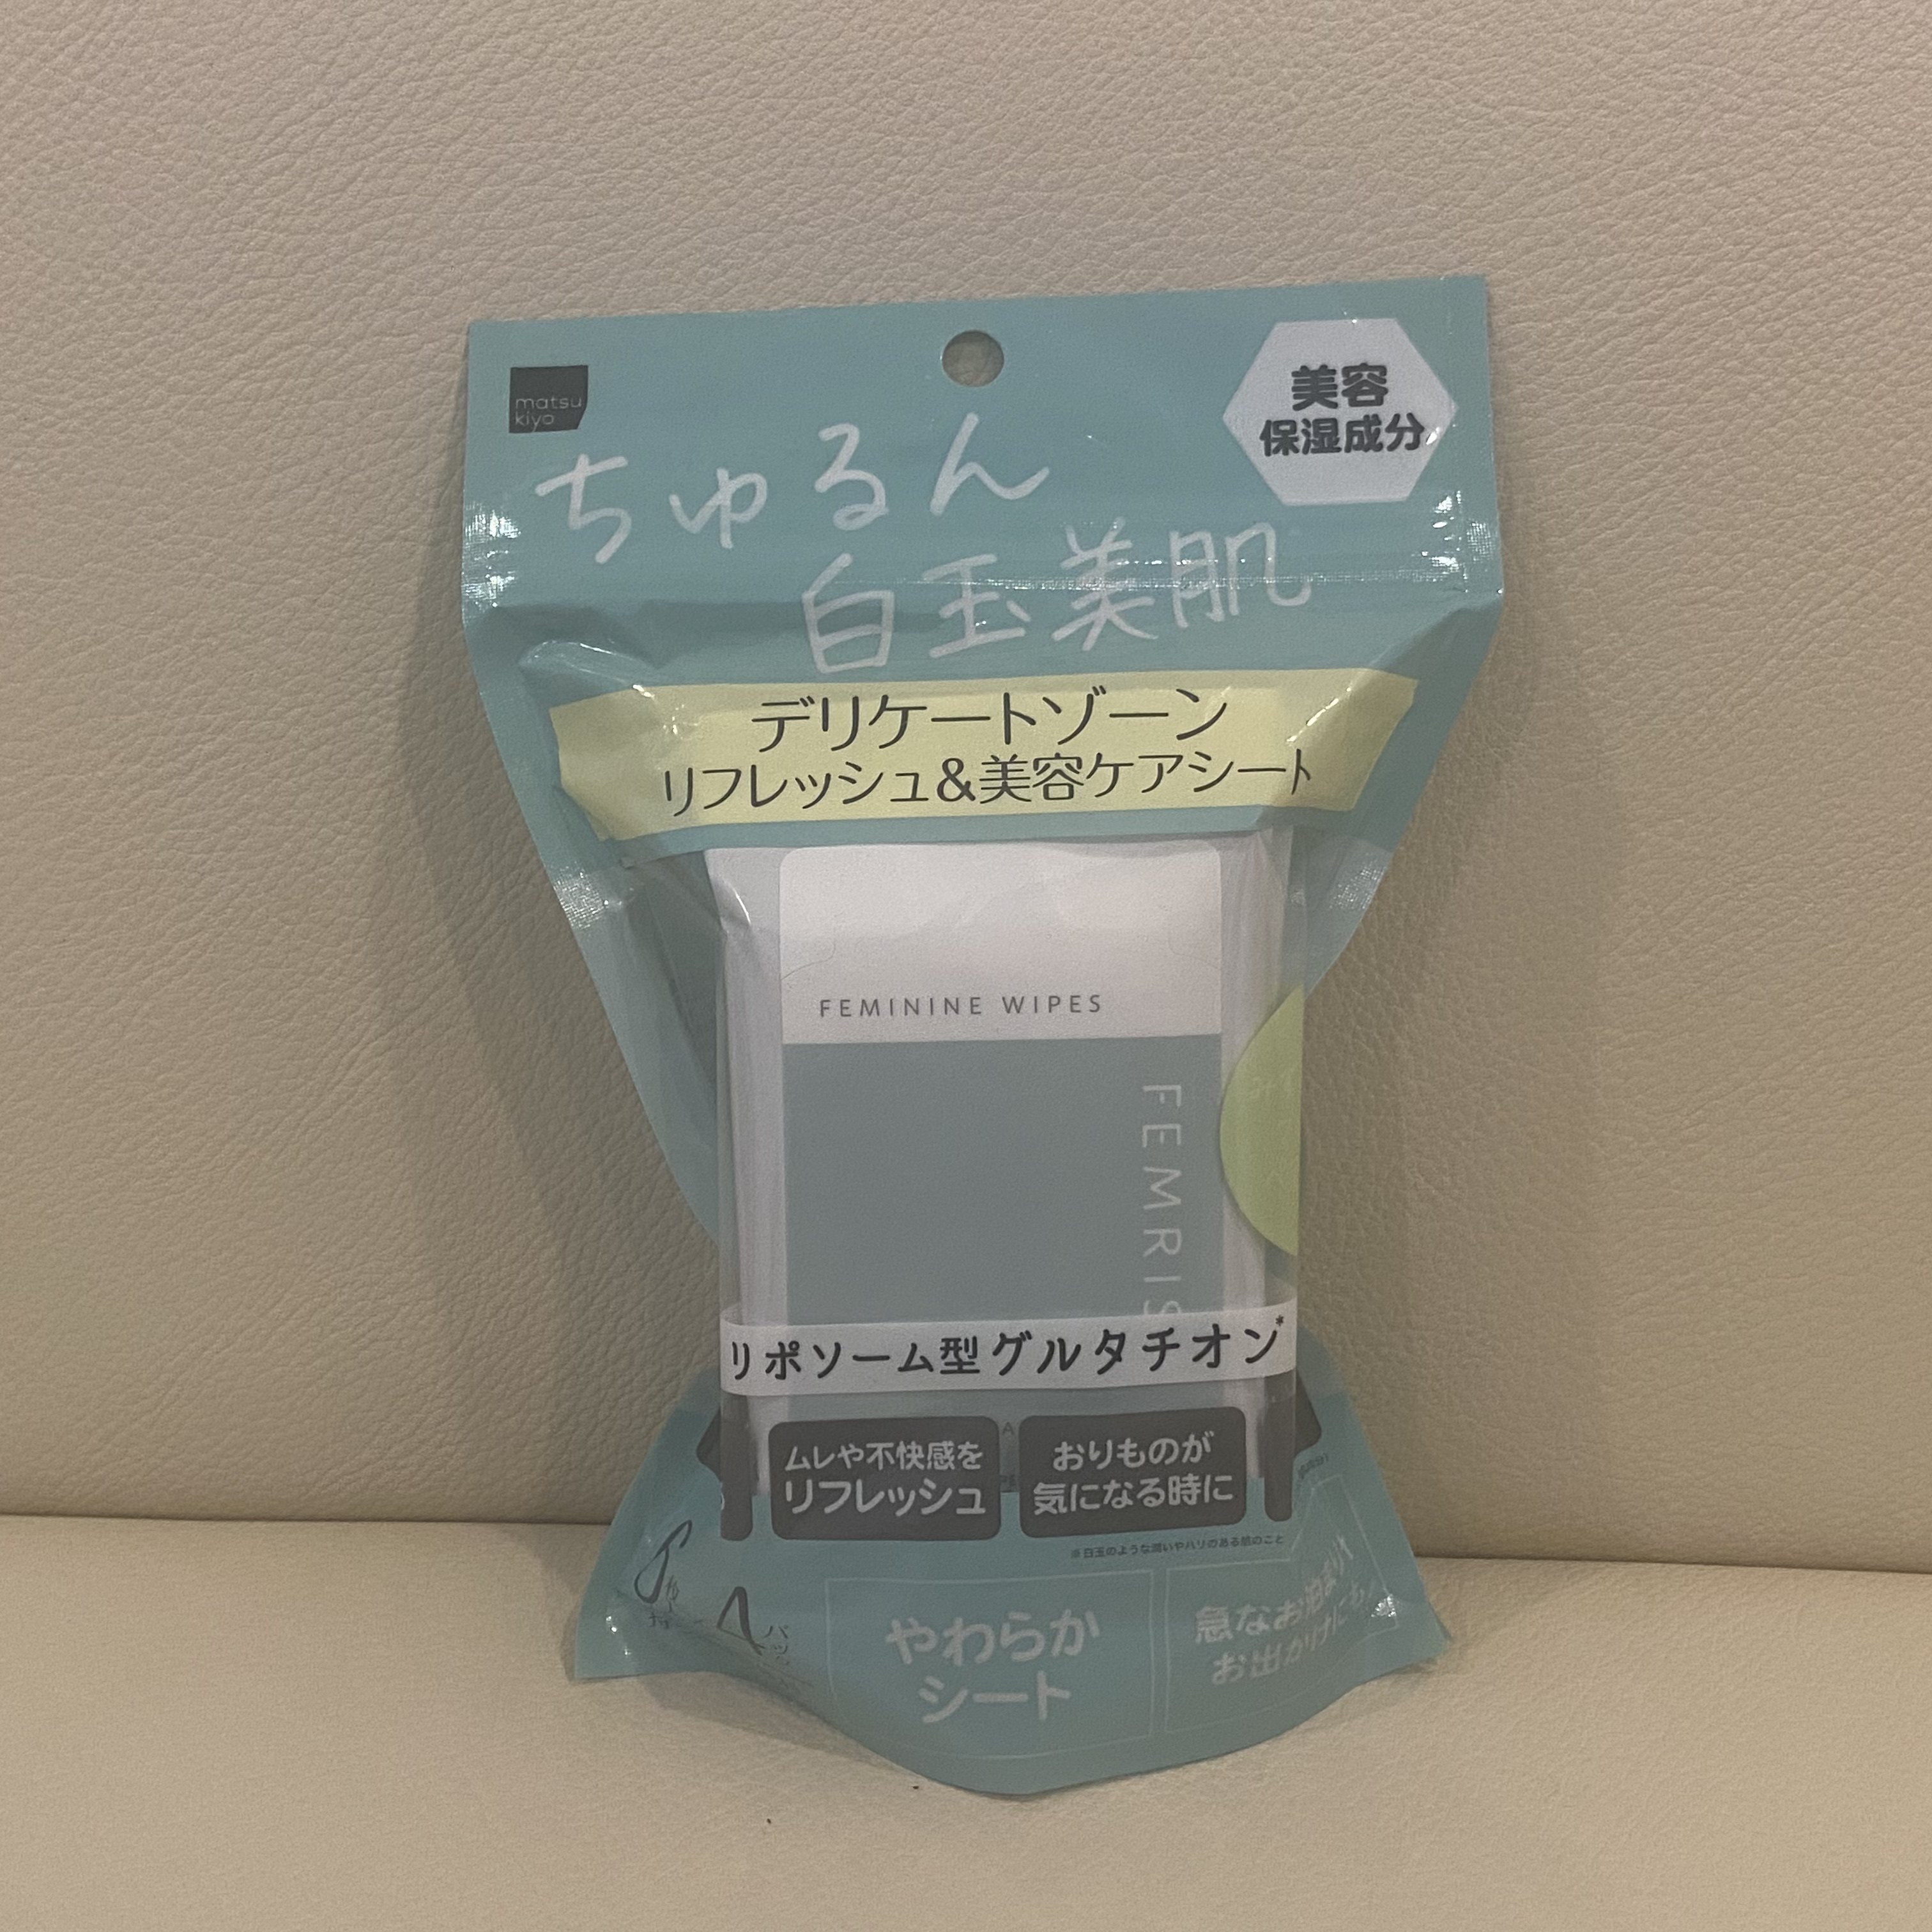 matsu
kiyo
美容
保湿成分
ちゅるん
白玉美肌
デリケートゾーン
リフレッシュ&美容ケアシート
FEMININE WIPES
FEMRIS
リポソーム型グルタチオン*
ムレや不快感を
リフレッシュ
おりものが
気になる時に
※白玉のような潤いやハリのある肌のこと
4パック
やわらか
シート
急なお泊まり
お出かけにも